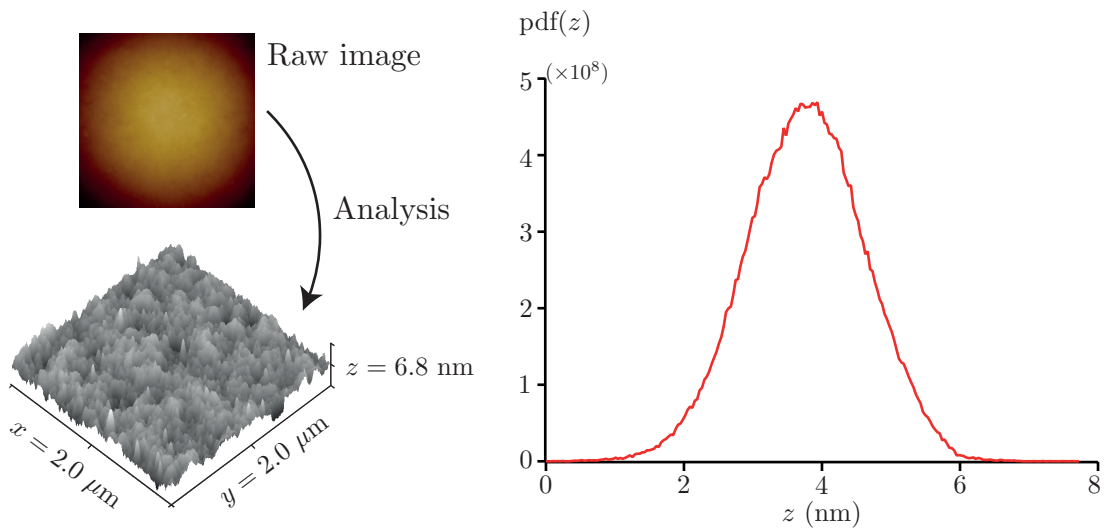 Raw image
Analysis
z = 6.8 nm
x = 2.0 μm
y = 2.0 μm
pdf(z)
(×10⁸)
5
4
3
2
1
0
0 2 4 6 8
z (nm)